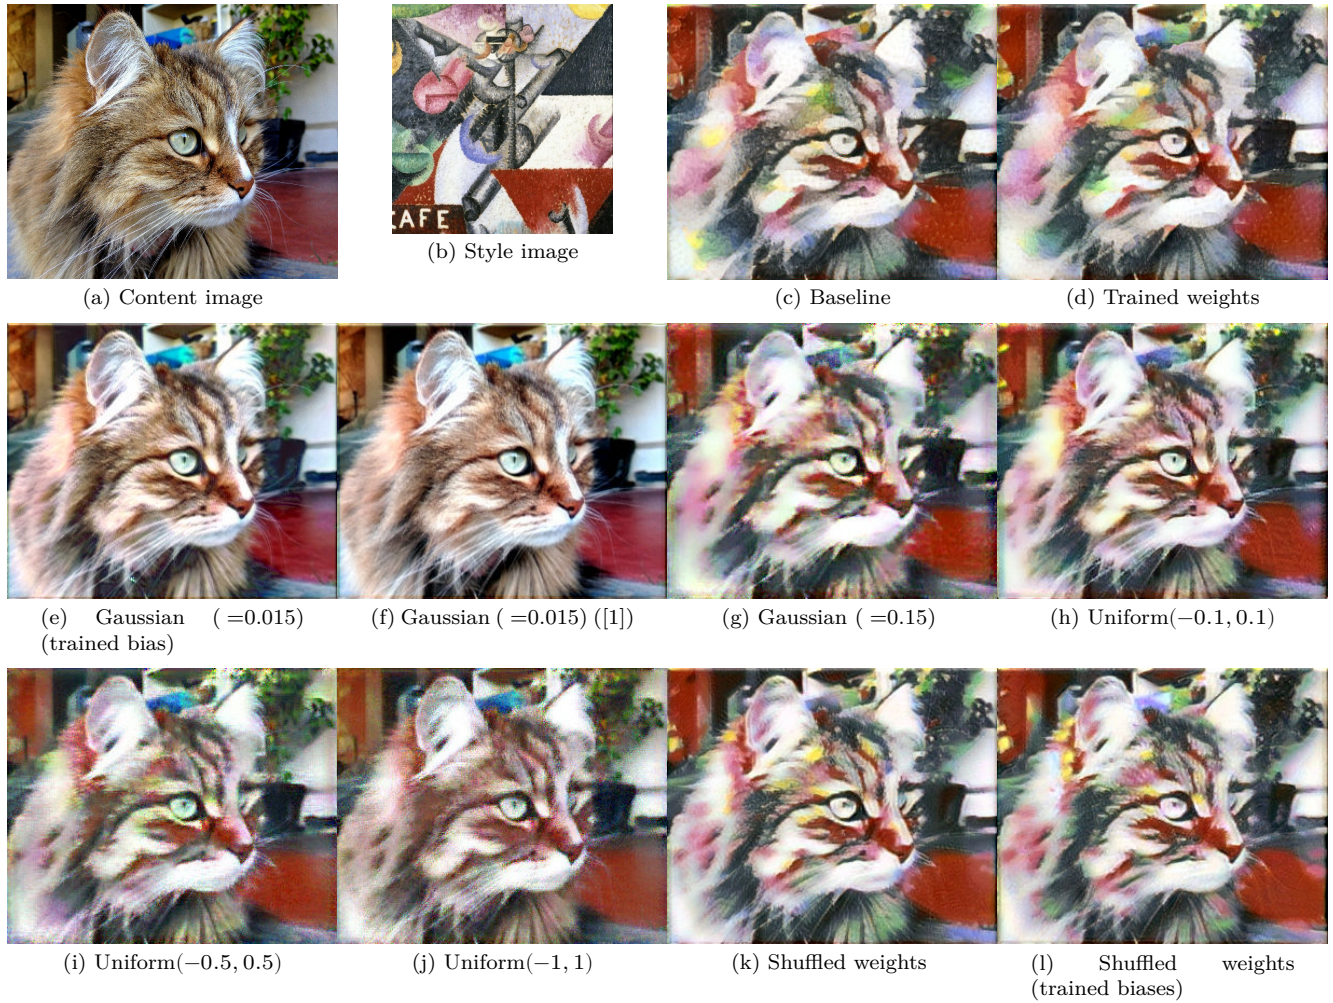 CAFE
(b) Style image
(a) Content image
(c) Baseline
(d) Trained weights
(e) Gaussian ( =0.015)
(trained bias)
(f) Gaussian ( =0.015) ([1])
(g) Gaussian ( =0.15)
(h) Uniform(−0.1, 0.1)
(i) Uniform(−0.5, 0.5)
(j) Uniform(−1, 1)
(k) Shuffled weights
(l) Shuffled weights
(trained biases)